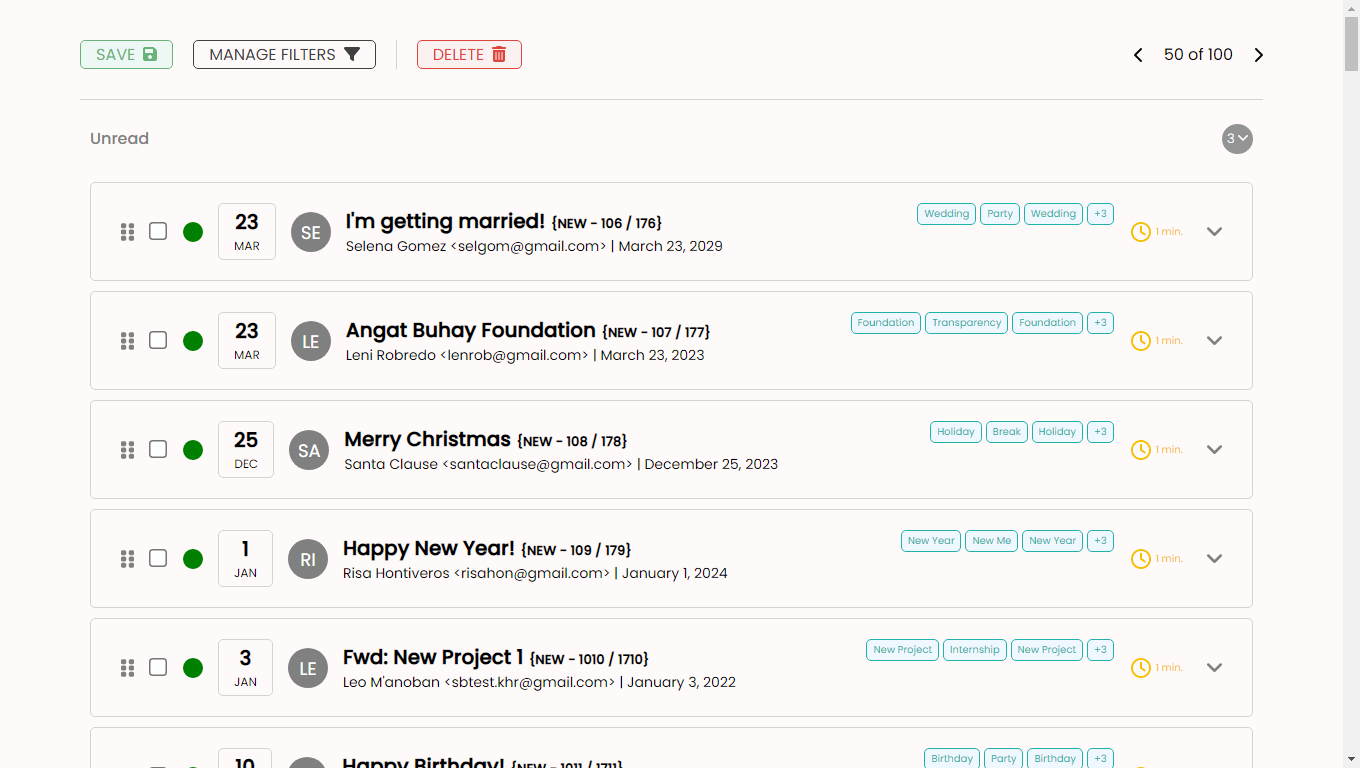 SAVE MANAGE FILTERS DELETE 50 of 100
Unread 3
23 MAR SE I'm getting married! {NEW - 106 / 176} Wedding Party Wedding +3 1 min.
Selena Gomez <selgom@gmail.com> | March 23, 2029
23 MAR LE Angat Buhay Foundation {NEW - 107 / 177} Foundation Transparency Foundation +3 1 min.
Leni Robredo <lenrob@gmail.com> | March 23, 2023
25 DEC SA Merry Christmas {NEW - 108 / 178} Holiday Break Holiday +3 1 min.
Santa Clause <santaclause@gmail.com> | December 25, 2023
1 JAN RI Happy New Year! {NEW - 109 / 179} New Year New Me New Year +3 1 min.
Risa Hontiveros <risahon@gmail.com> | January 1, 2024
3 JAN LE Fwd: New Project 1 {NEW - 1010 / 1710} New Project Internship New Project +3 1 min.
Leo M'anoban <sbtest.khr@gmail.com> | January 3, 2022
10 Happy Birthday! {NEW - 1011 / 1711} Birthday Party Birthday +3